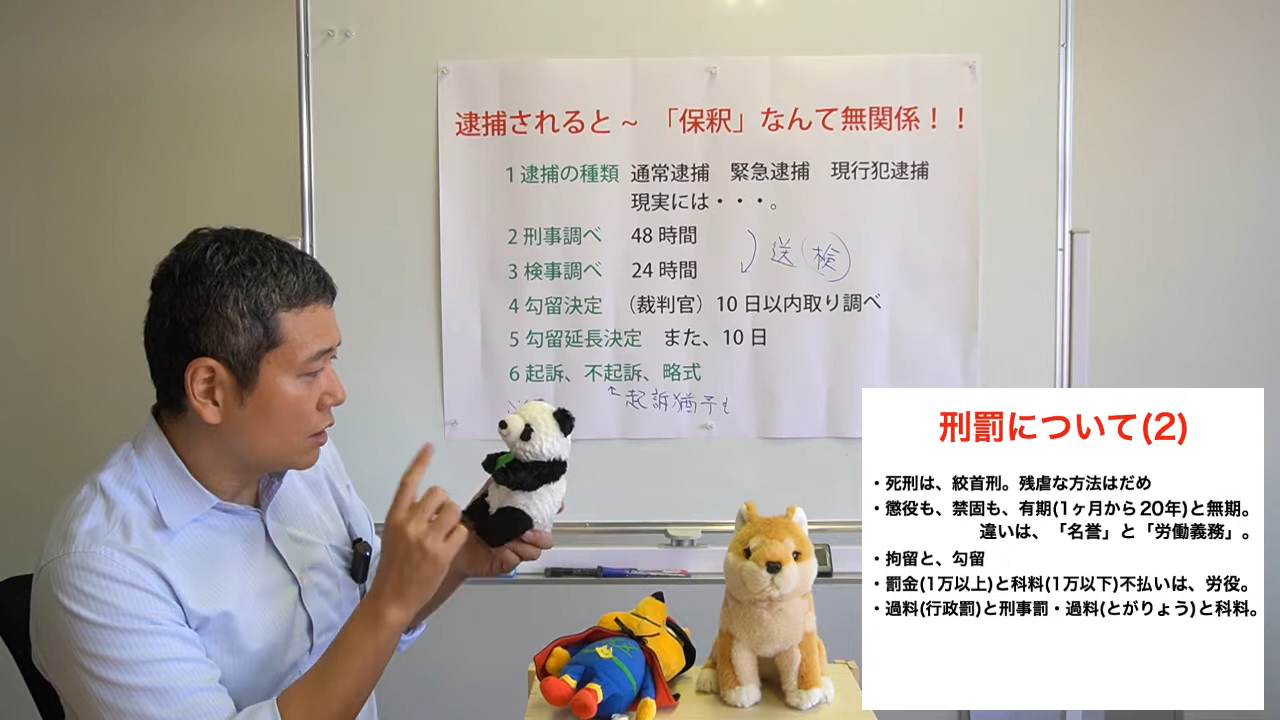 逮捕されると～「保釈」なんて無関係！！
1 逮捕の種類 通常逮捕 緊急逮捕 現行犯逮捕
現実には・・・。
2 刑事調べ 48 時間
3 検事調べ 24 時間
送検
4 勾留決定 （裁判官）10 日以内取り調べ
5 勾留延長決定 また、10 日
6 起訴、不起訴、略式
起訴猶予も
刑罰について(2)
・死刑は、絞首刑。残虐な方法はだめ
・懲役も、禁固も、有期(1ヶ月から20年)と無期。
違いは、「名誉」と「労働義務」。
・拘留と、勾留
・罰金(1万以上)と科料(1万以下)不払いは、労役。
・過料(行政罰)と刑事罰・過料(とがりょう)と科料。